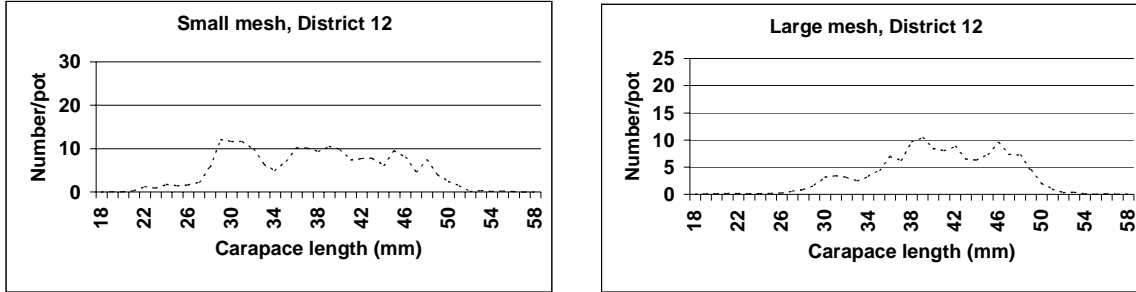 Small mesh, District 12
30
20
10
0
Number/pot
18 22 26 30 34 38 42 46 50 54 58
Carapace length (mm)
Large mesh, District 12
25
20
15
10
5
0
Number/pot
18 22 26 30 34 38 42 46 50 54 58
Carapace length (mm)